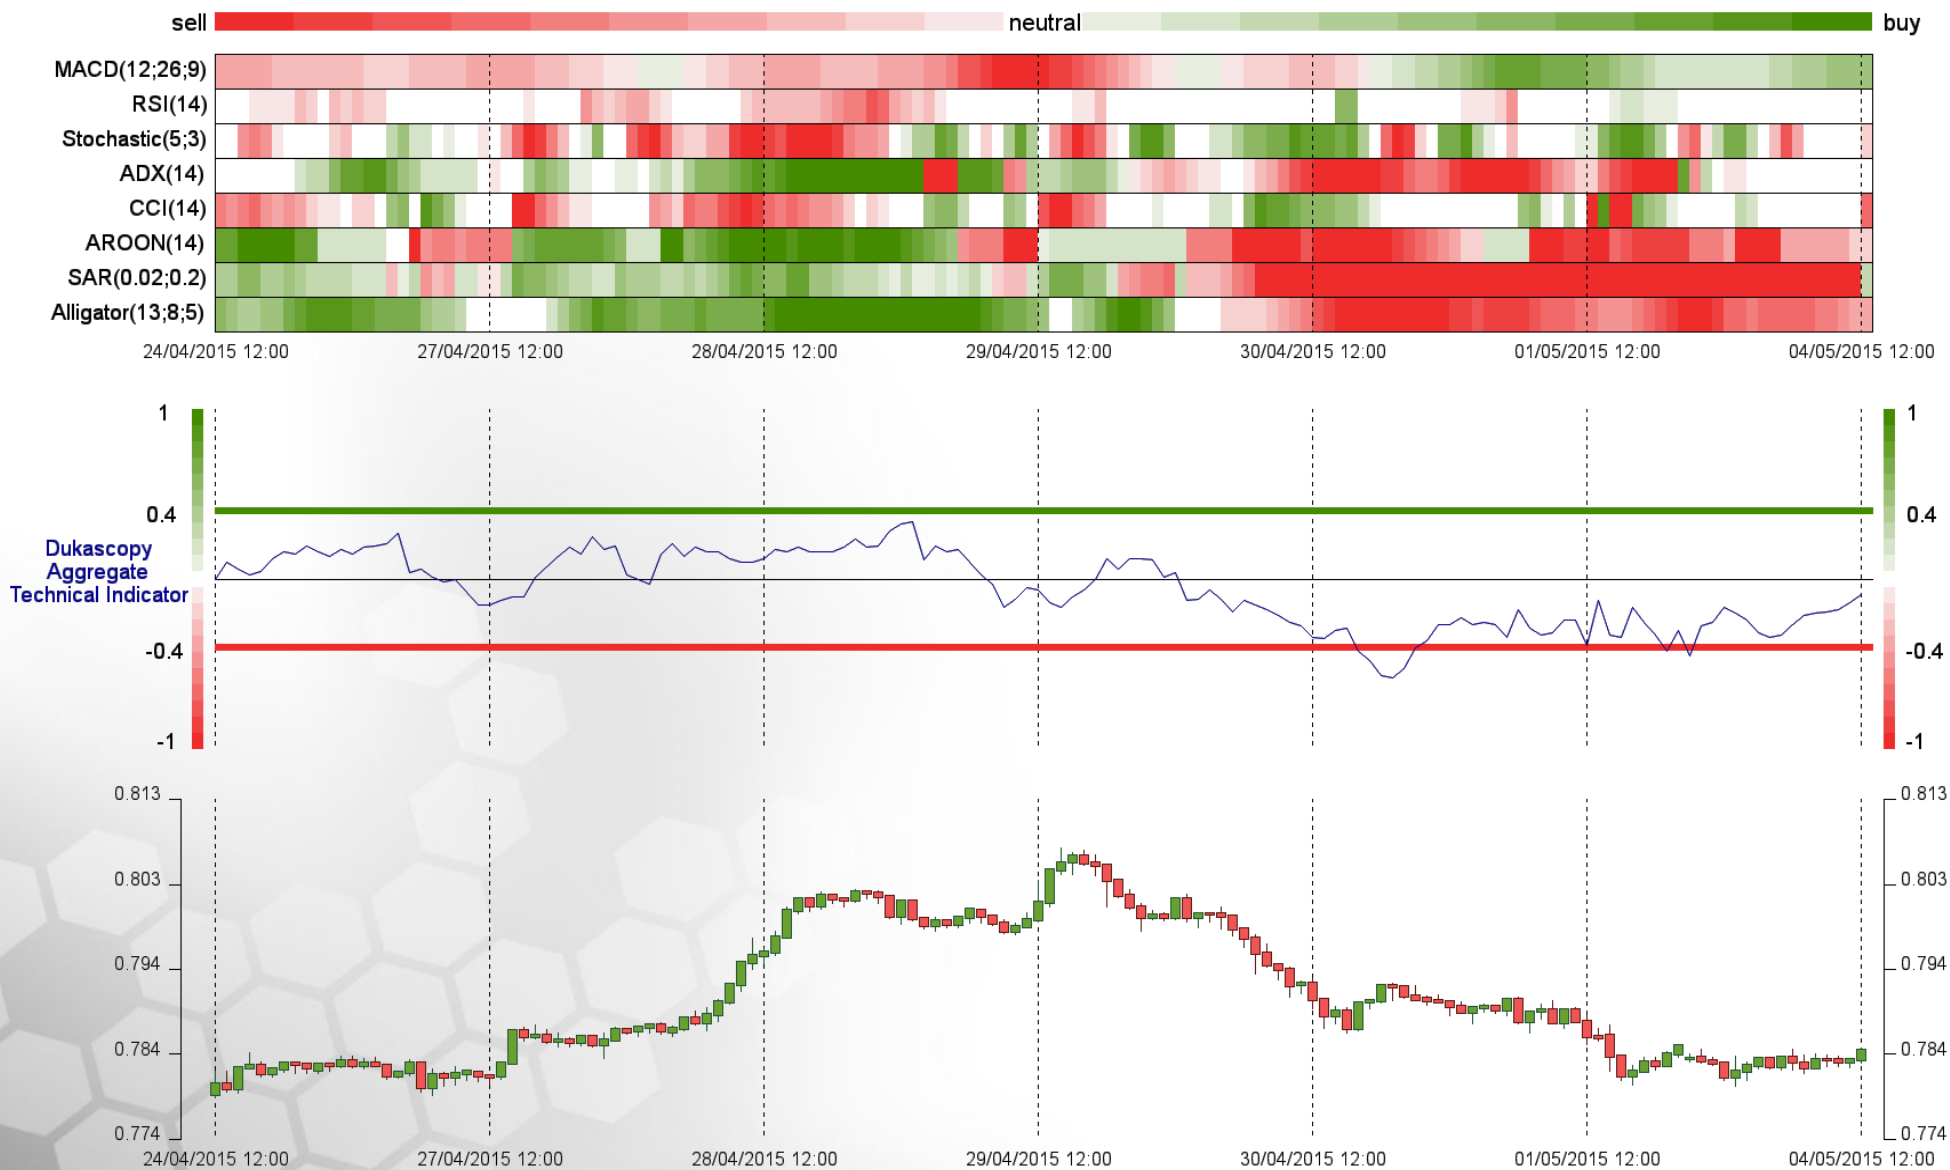 sell neutral buy
MACD(12;26;9)
RSI(14)
Stochastic(5;3)
ADX(14)
CCI(14)
AROON(14)
SAR(0.02;0.2)
Alligator(13;8;5)
24/04/2015 12:00 27/04/2015 12:00 28/04/2015 12:00 29/04/2015 12:00 30/04/2015 12:00 01/05/2015 12:00 04/05/2015 12:00
1 1
0.4 0.4
Dukascopy
Aggregate
Technical Indicator
-0.4 -0.4
-1 -1
0.813 0.813
0.803 0.803
0.794 0.794
0.784 0.784
0.774 0.774
24/04/2015 12:00 27/04/2015 12:00 28/04/2015 12:00 29/04/2015 12:00 30/04/2015 12:00 01/05/2015 12:00 04/05/2015 12:00